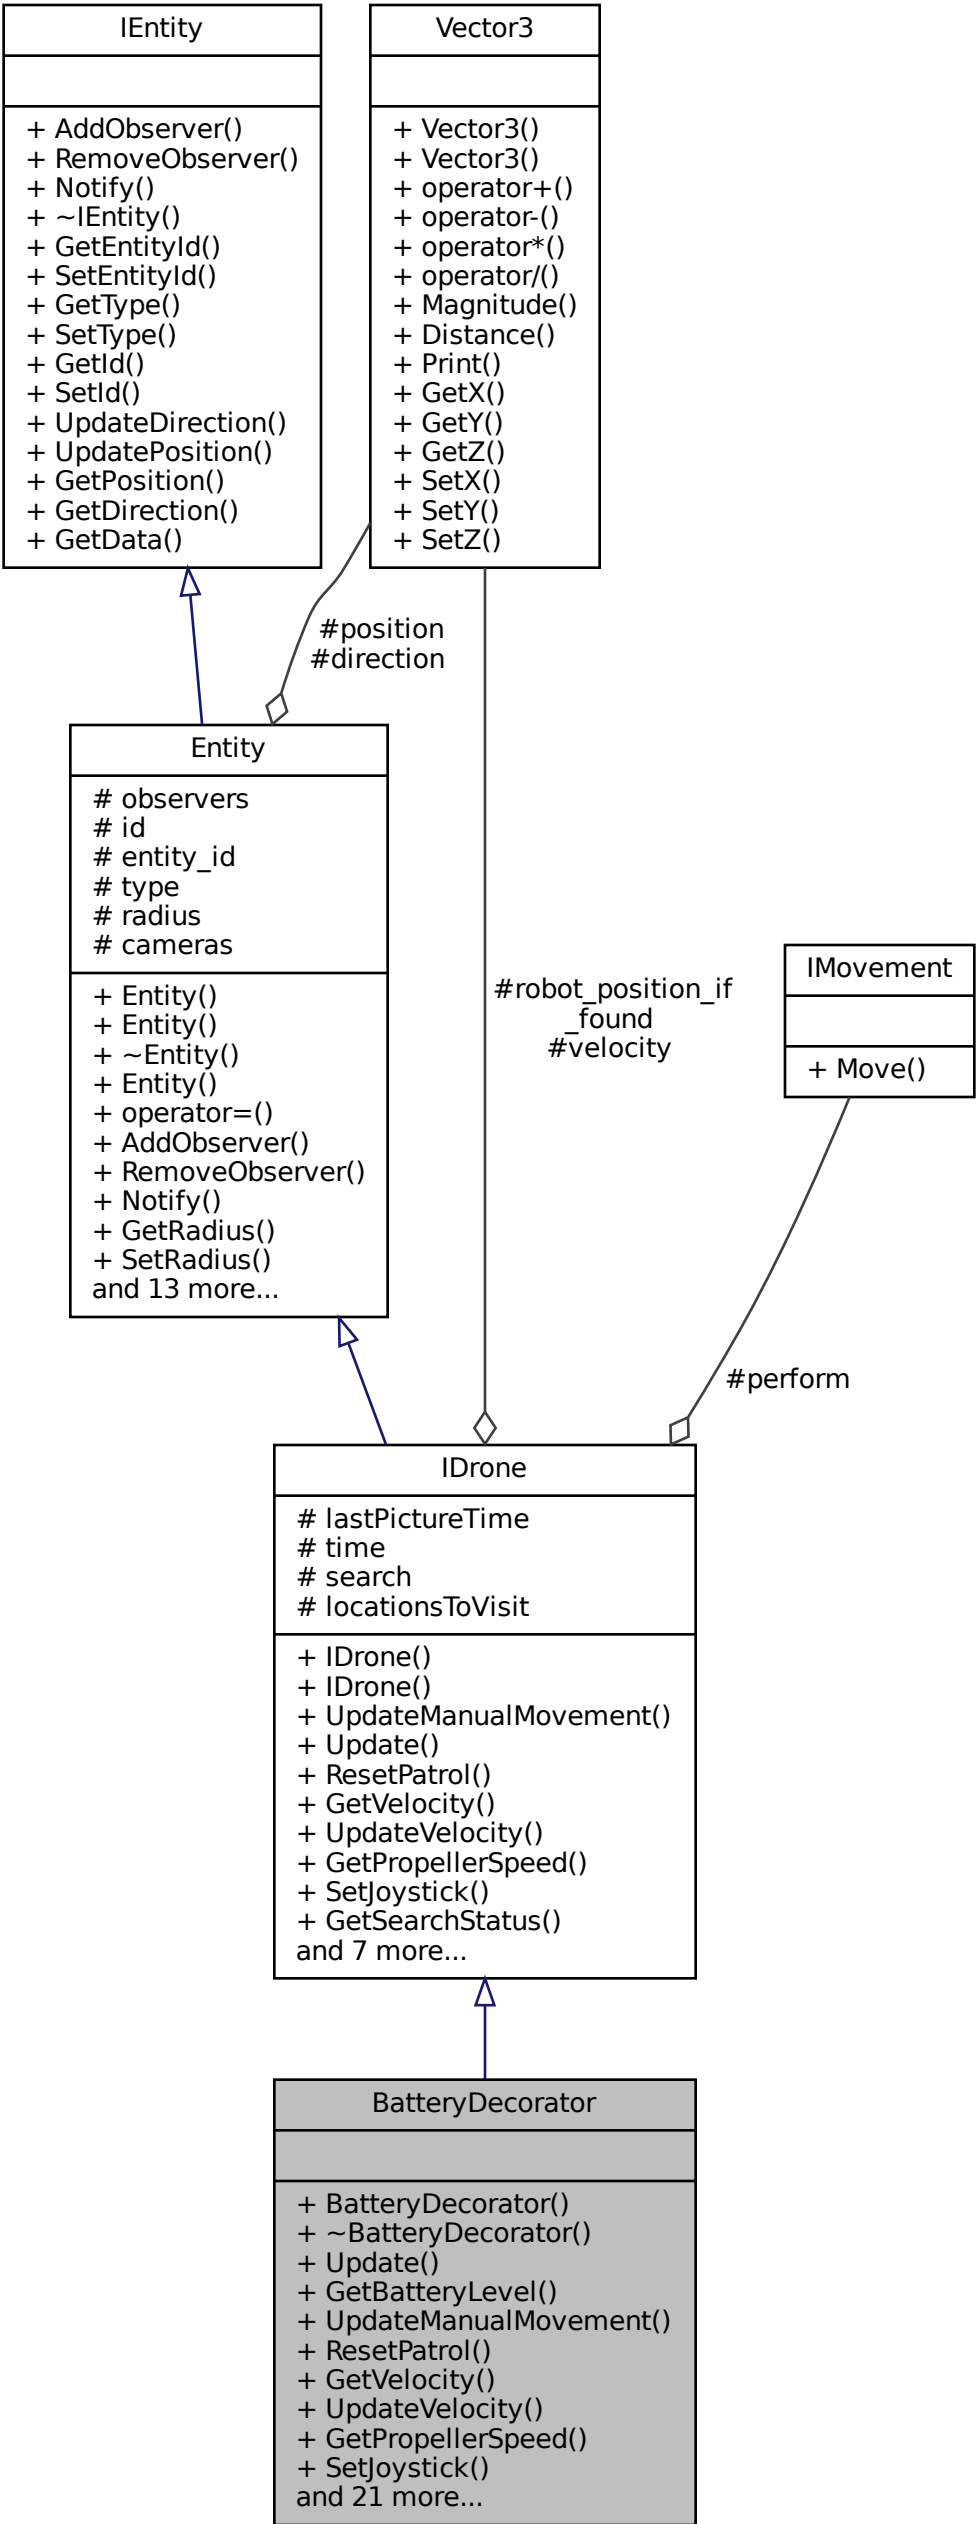 IEntity
+ AddObserver()
+ RemoveObserver()
+ Notify()
+ ~IEntity()
+ GetEntityId()
+ SetEntityId()
+ GetType()
+ SetType()
+ GetId()
+ SetId()
+ UpdateDirection()
+ UpdatePosition()
+ GetPosition()
+ GetDirection()
+ GetData()
Vector3
+ Vector3()
+ Vector3()
+ operator+()
+ operator-()
+ operator*()
+ operator/()
+ Magnitude()
+ Distance()
+ Print()
+ GetX()
+ GetY()
+ GetZ()
+ SetX()
+ SetY()
+ SetZ()
#position
#direction
Entity
# observers
# id
# entity_id
# type
# radius
# cameras
+ Entity()
+ Entity()
+ ~Entity()
+ Entity()
+ operator=()
+ AddObserver()
+ RemoveObserver()
+ Notify()
+ GetRadius()
+ SetRadius()
and 13 more...
#robot_position_if
_found
#velocity
IMovement
+ Move()
#perform
IDrone
# lastPictureTime
# time
# search
# locationsToVisit
+ IDrone()
+ IDrone()
+ UpdateManualMovement()
+ Update()
+ ResetPatrol()
+ GetVelocity()
+ UpdateVelocity()
+ GetPropellerSpeed()
+ SetJoystick()
+ GetSearchStatus()
and 7 more...
BatteryDecorator
+ BatteryDecorator()
+ ~BatteryDecorator()
+ Update()
+ GetBatteryLevel()
+ UpdateManualMovement()
+ ResetPatrol()
+ GetVelocity()
+ UpdateVelocity()
+ GetPropellerSpeed()
+ SetJoystick()
and 21 more...